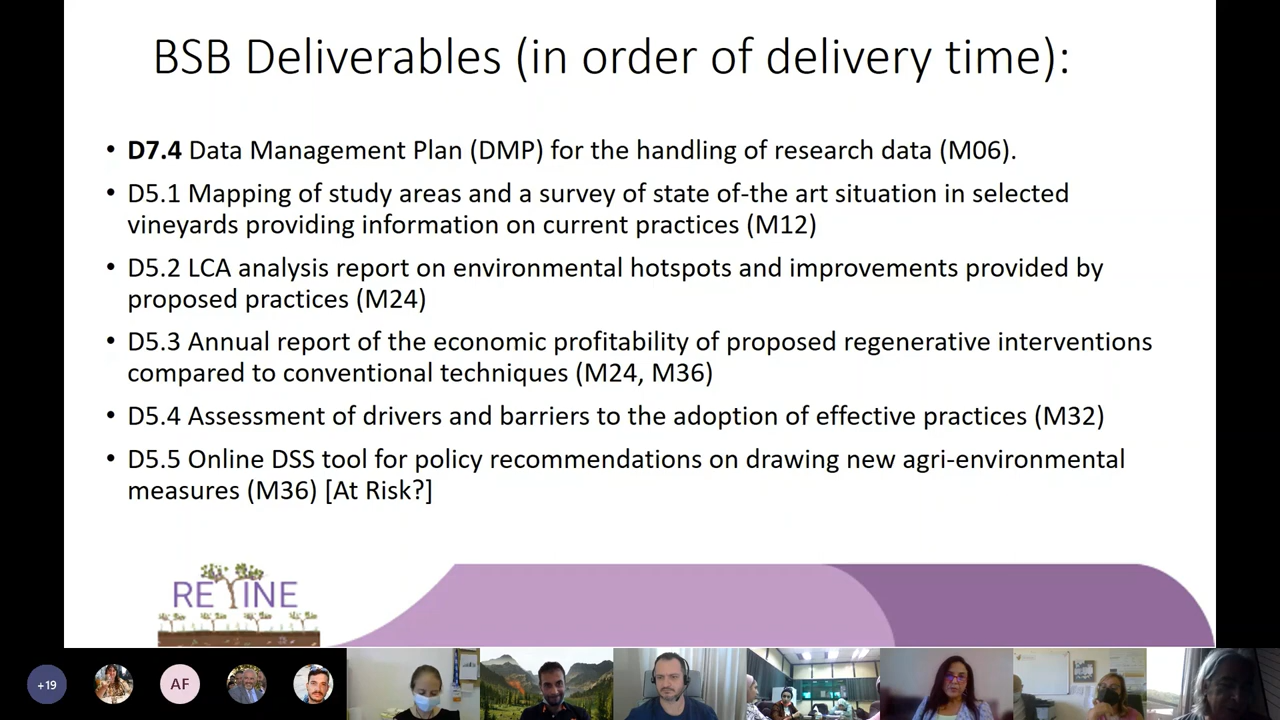 BSB Deliverables (in order of delivery time):
• D7.4 Data Management Plan (DMP) for the handling of research data (M06).
• D5.1 Mapping of study areas and a survey of state of-the art situation in selected
vineyards providing information on current practices (M12)
• D5.2 LCA analysis report on environmental hotspots and improvements provided by
proposed practices (M24)
• D5.3 Annual report of the economic profitability of proposed regenerative interventions
compared to conventional techniques (M24, M36)
• D5.4 Assessment of drivers and barriers to the adoption of effective practices (M32)
• D5.5 Online DSS tool for policy recommendations on drawing new agri-environmental
measures (M36) [At Risk?]
REVINE
+19
AF